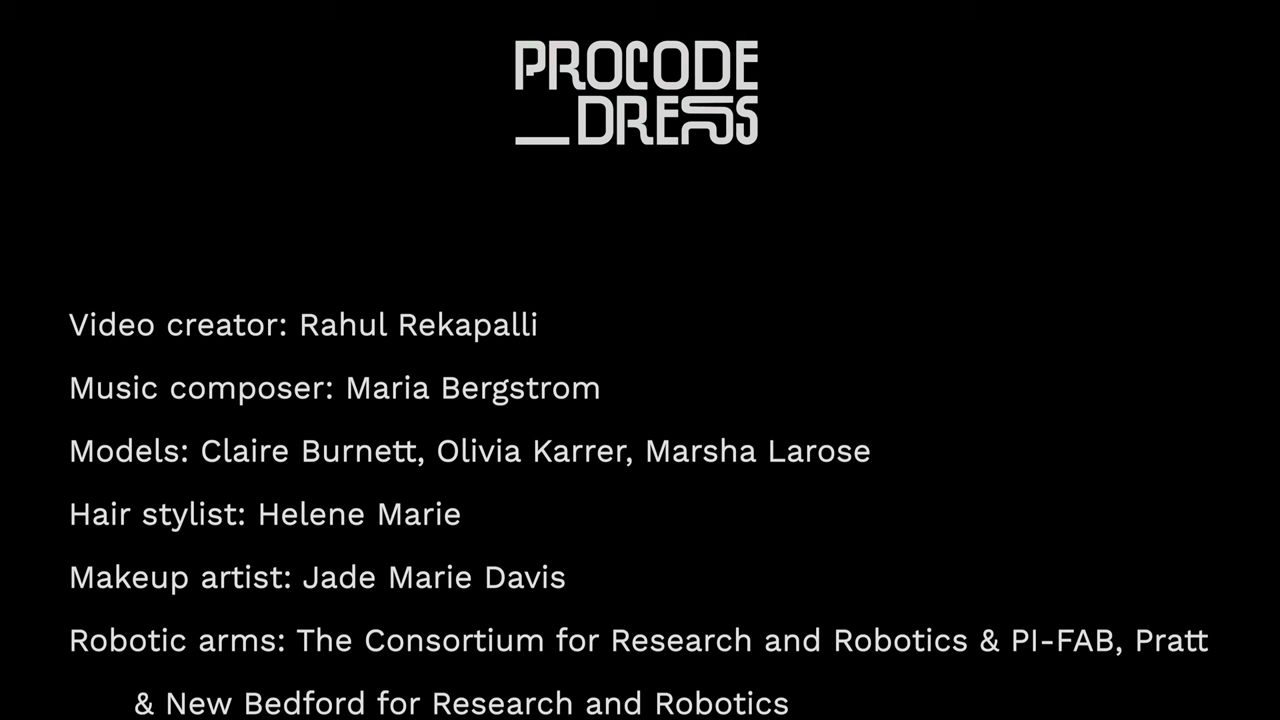 PROCODE
_DRESS
Video creator: Rahul Rekapalli
Music composer: Maria Bergstrom
Models: Claire Burnett, Olivia Karrer, Marsha Larose
Hair stylist: Helene Marie
Makeup artist: Jade Marie Davis
Robotic arms: The Consortium for Research and Robotics & PI-FAB, Pratt
& New Bedford for Research and Robotics